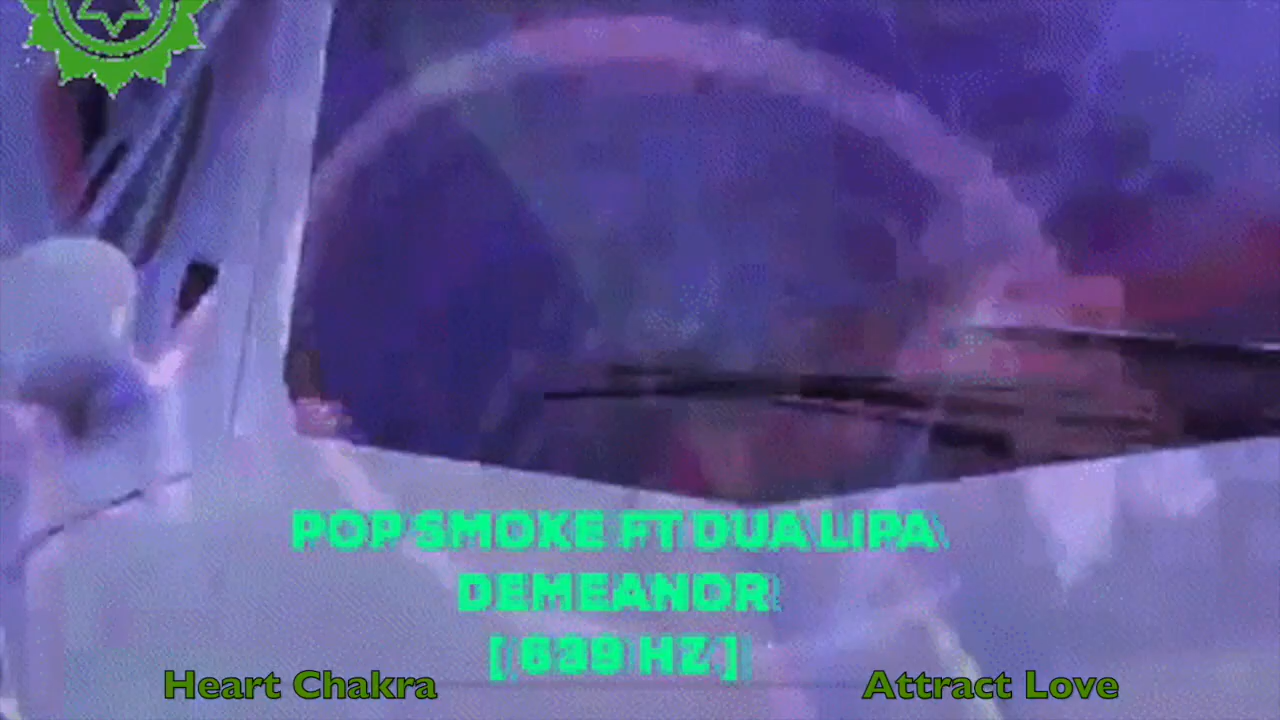 POP SMOKE FT DUA LIPA
DEMEANOR
[ 639 HZ ]
Heart Chakra Attract Love